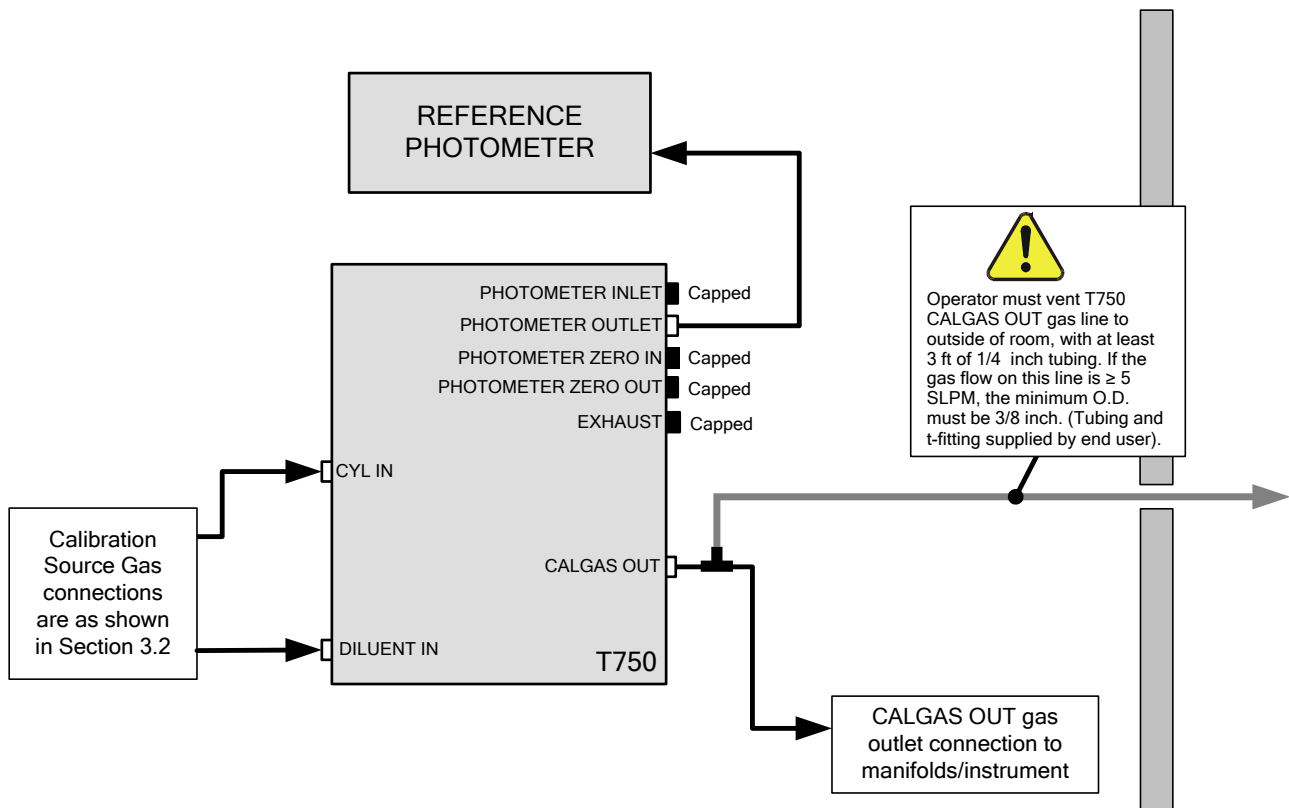 REFERENCE
PHOTOMETER
!
Operator must vent T750
CALGAS OUT gas line to
outside of room, with at least
3 ft of 1/4 inch tubing. If the
gas flow on this line is ≥ 5
SLPM, the minimum O.D.
must be 3/8 inch. (Tubing and
t-fitting supplied by end user).
PHOTOMETER INLET Capped
PHOTOMETER OUTLET
PHOTOMETER ZERO IN Capped
PHOTOMETER ZERO OUT Capped
EXHAUST Capped
CYL IN
Calibration
Source Gas
connections
are as shown
in Section 3.2
CALGAS OUT
DILUENT IN
T750
CALGAS OUT gas
outlet connection to
manifolds/instrument